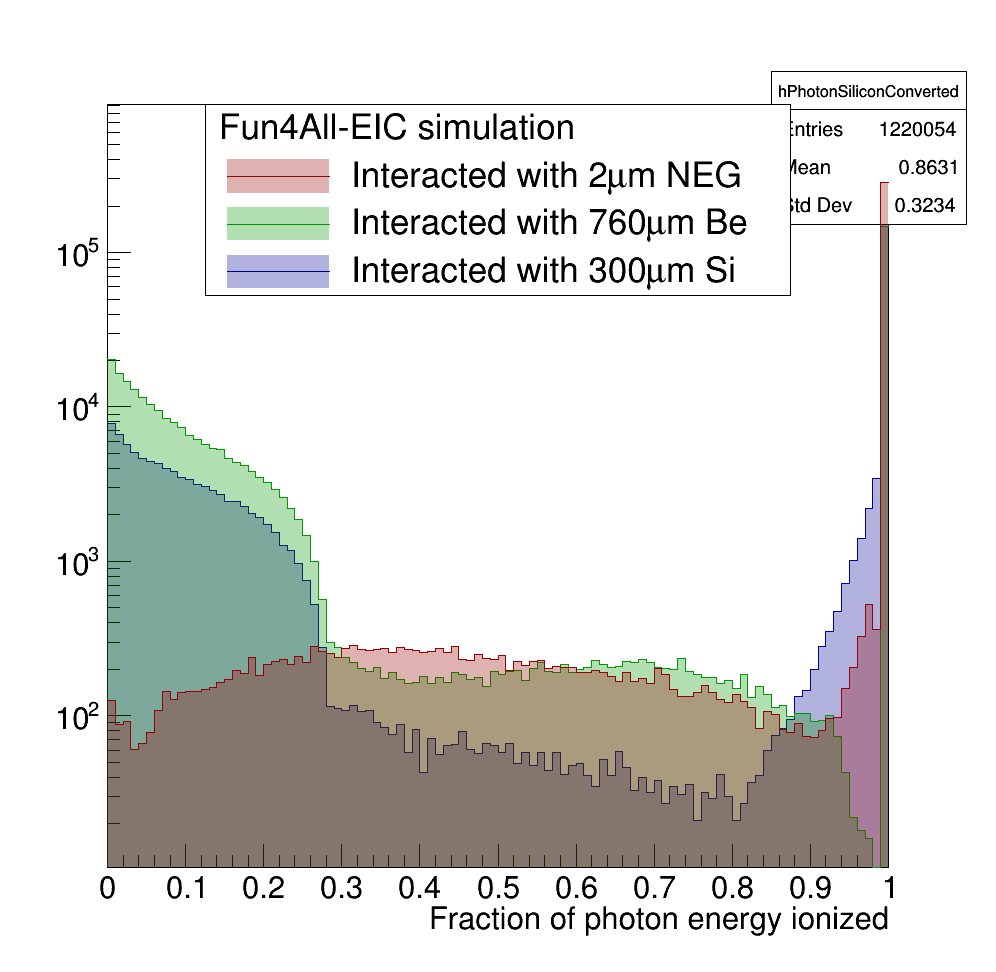 hPhotonSiliconConverted
Entries 1220054
Mean 0.8631
Std Dev 0.3234
Fun4All-EIC simulation
Interacted with 2μm NEG
Interacted with 760μm Be
Interacted with 300μm Si
10^5
10^4
10^3
10^2
0 0.1 0.2 0.3 0.4 0.5 0.6 0.7 0.8 0.9 1
Fraction of photon energy ionized